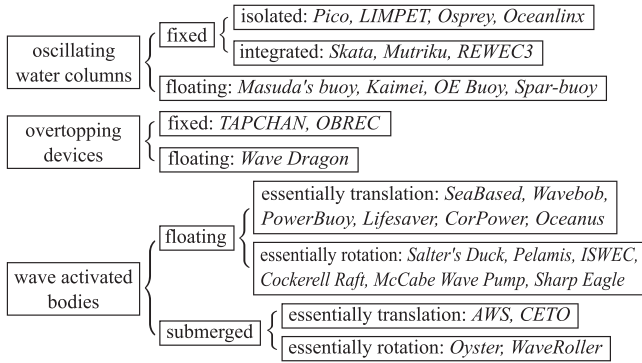 oscillating
water columns
fixed
isolated: Pico, LIMPET, Osprey, Oceanlinx
integrated: Skata, Mutriku, REWEC3
floating: Masuda's buoy, Kaimei, OE Buoy, Spar-buoy
overtopping
devices
fixed: TAPCHAN, OBREC
floating: Wave Dragon
wave activated
bodies
floating
essentially translation: SeaBased, Wavebob,
PowerBuoy, Lifesaver, CorPower, Oceanus
essentially rotation: Salter's Duck, Pelamis, ISWEC,
Cockerell Raft, McCabe Wave Pump, Sharp Eagle
submerged
essentially translation: AWS, CETO
essentially rotation: Oyster, WaveRoller